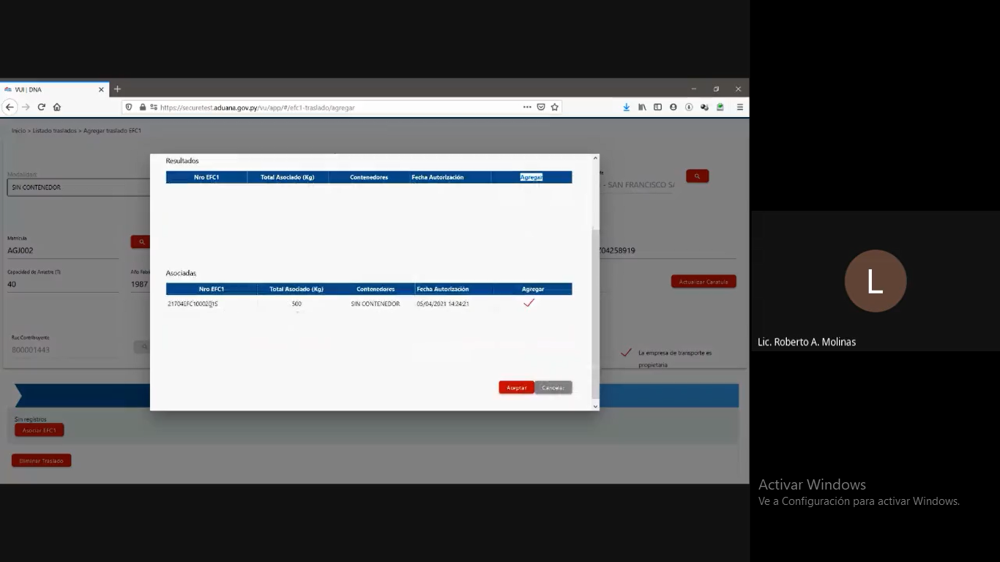 VUI | DNA
https://securetest.aduana.gov.py/vu/app/#/efc1-traslado/agregar
Inicio > Listado traslados > Agregar traslado EFC1
Modalidad
SIN CONTENEDOR
- SAN FRANCISCO S
Matrícula
AGJ002
Capacidad de Arrastre (T)
40
1987
Z04258919
Actualizar Caratula
Ruc Contribuyente
800001443
La empresa de transporte es
propietaria
Resultados
Nro EFC1 Total Asociado (Kg) Contenedores Fecha Autorización Agregar
Asociadas
Nro EFC1 Total Asociado (Kg) Contenedores Fecha Autorización Agregar
21704EFC1000201S 500 SIN CONTENEDOR 05/04/2021 14:24:21
Aceptar Cancelar
Sin registros
Asociar EFC1
Eliminar Traslado
L
Lic. Roberto A. Molinas
Activar Windows
Ve a Configuración para activar Windows.